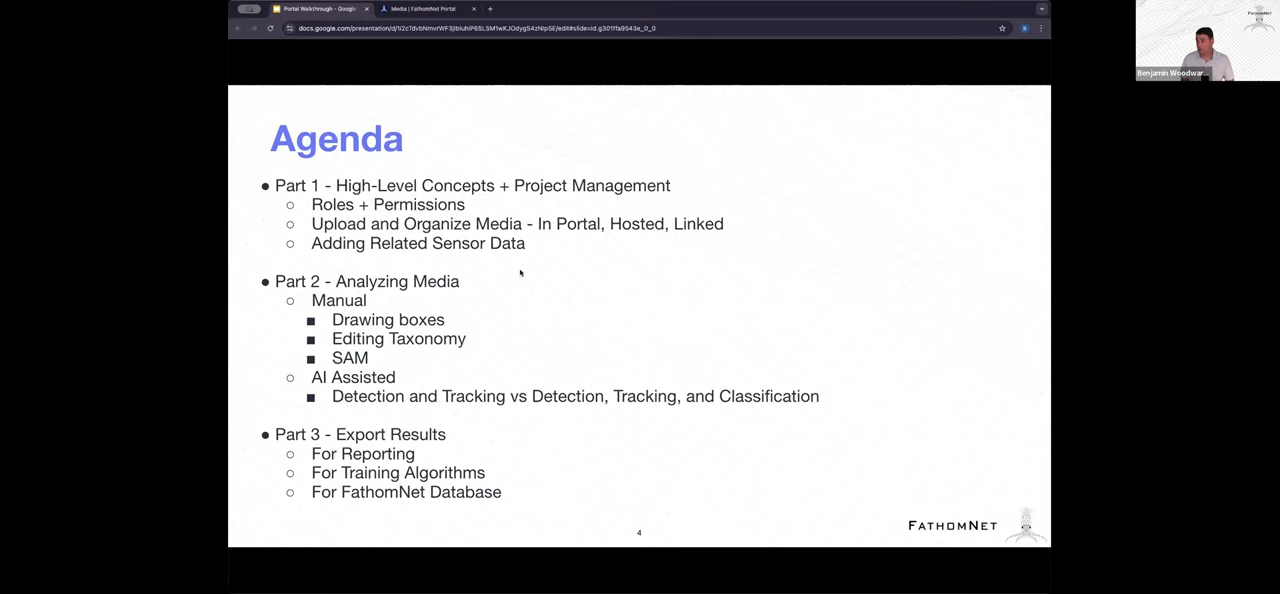 Portal Walkthrough - Google
Media | FathomNet Portal
FATHOMNET
Benjamin Woodwar...
Agenda
● Part 1 - High-Level Concepts + Project Management
○ Roles + Permissions
○ Upload and Organize Media - In Portal, Hosted, Linked
○ Adding Related Sensor Data
● Part 2 - Analyzing Media
○ Manual
■ Drawing boxes
■ Editing Taxonomy
■ SAM
○ AI Assisted
■ Detection and Tracking vs Detection, Tracking, and Classification
● Part 3 - Export Results
○ For Reporting
○ For Training Algorithms
○ For FathomNet Database
FATHOMNET
4